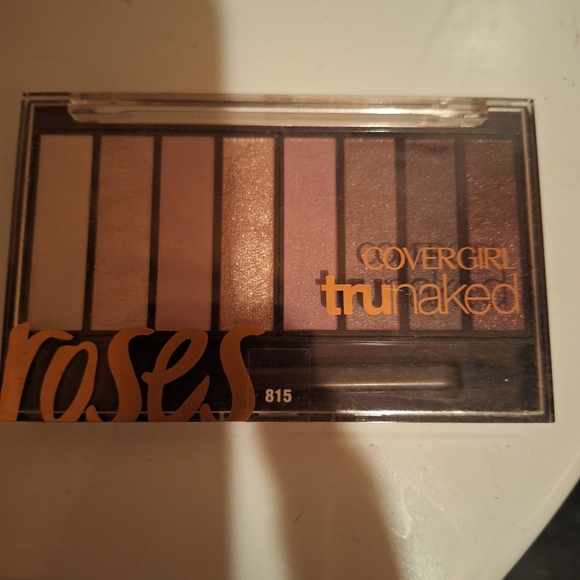 COVERGIRL
trunaked
roses
815